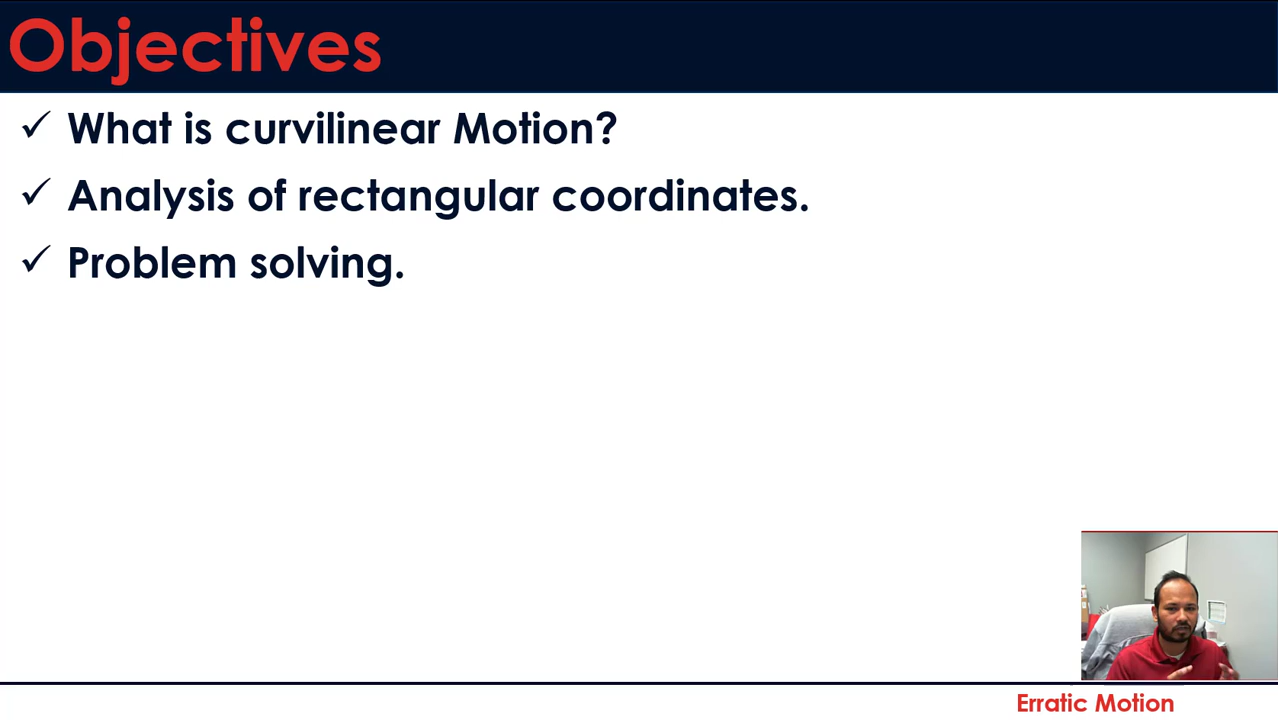 Objectives
✓ What is curvilinear Motion?
✓ Analysis of rectangular coordinates.
✓ Problem solving.
Erratic Motion